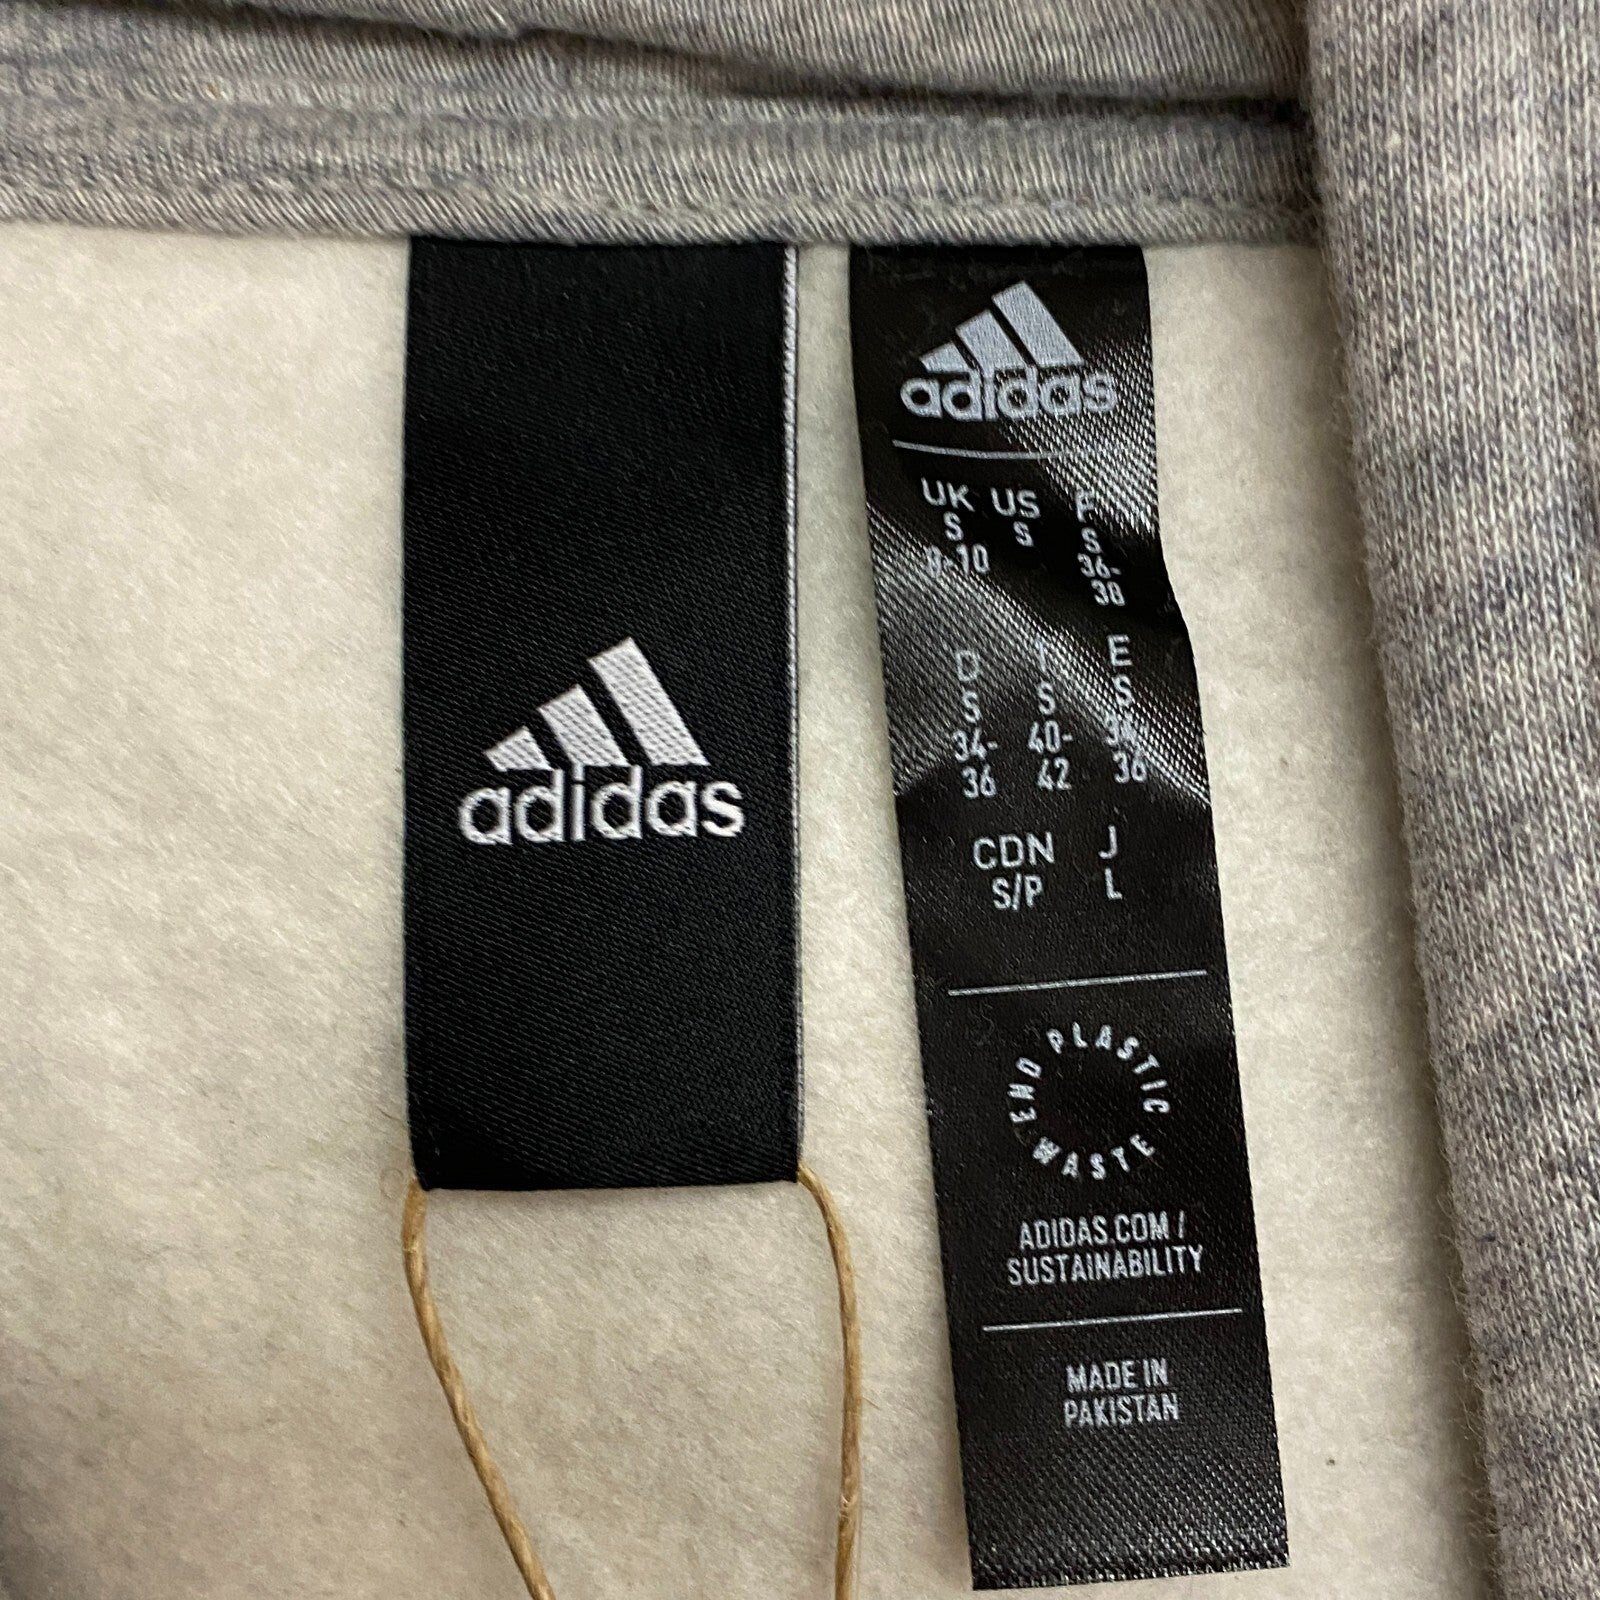 adidas
adidas
UK US F
S S S
8-10 36-
38
D I E
S S S
34- 40- 34-
36 42 36
CDN J
S/P L
END PLASTIC WASTE
ADIDAS.COM /
SUSTAINABILITY
MADE IN
PAKISTAN